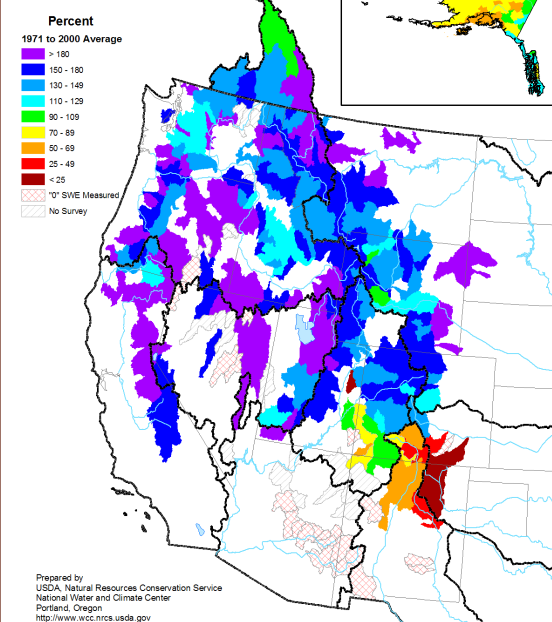 Percent
1971 to 2000 Average
> 180
150 - 180
130 - 149
110 - 129
90 - 109
70 - 89
50 - 69
25 - 49
< 25
"0" SWE Measured
No Survey
Prepared by
USDA, Natural Resources Conservation Service
National Water and Climate Center
Portland, Oregon
http://www.wcc.nrcs.usda.gov